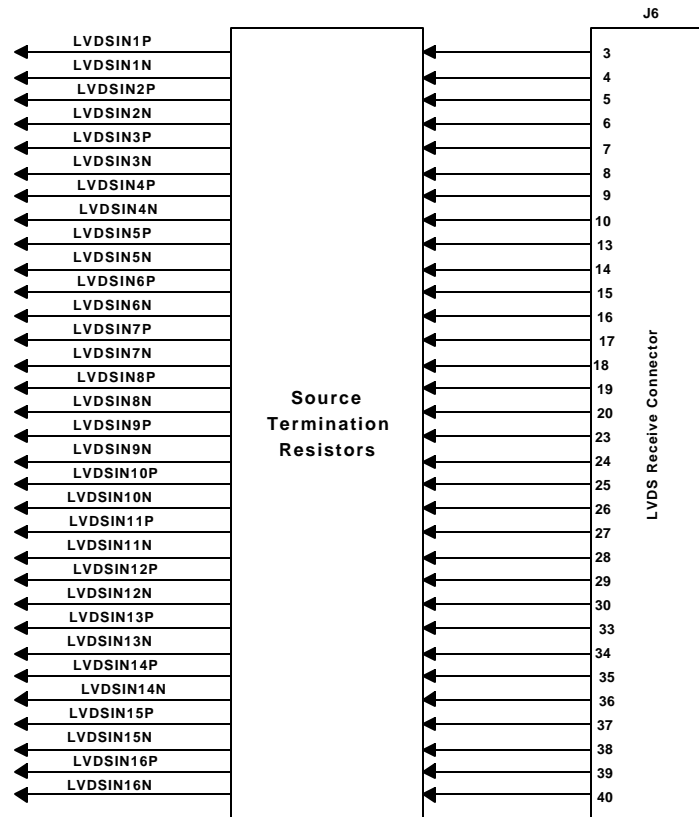 J6
LVDSIN1P 3
LVDSIN1N 4
LVDSIN2P 5
LVDSIN2N 6
LVDSIN3P 7
LVDSIN3N 8
LVDSIN4P 9
LVDSIN4N 10
LVDSIN5P 13
LVDSIN5N 14
LVDSIN6P 15
LVDSIN6N 16
LVDSIN7P 17
LVDSIN7N 18
LVDSIN8P 19
LVDSIN8N 20
LVDSIN9P 23
LVDSIN9N 24
LVDSIN10P 25
LVDSIN10N 26
LVDSIN11P 27
LVDSIN11N 28
LVDSIN12P 29
LVDSIN12N 30
LVDSIN13P 33
LVDSIN13N 34
LVDSIN14P 35
LVDSIN14N 36
LVDSIN15P 37
LVDSIN15N 38
LVDSIN16P 39
LVDSIN16N 40
Source
Termination
Resistors
LVDS Receive Connector